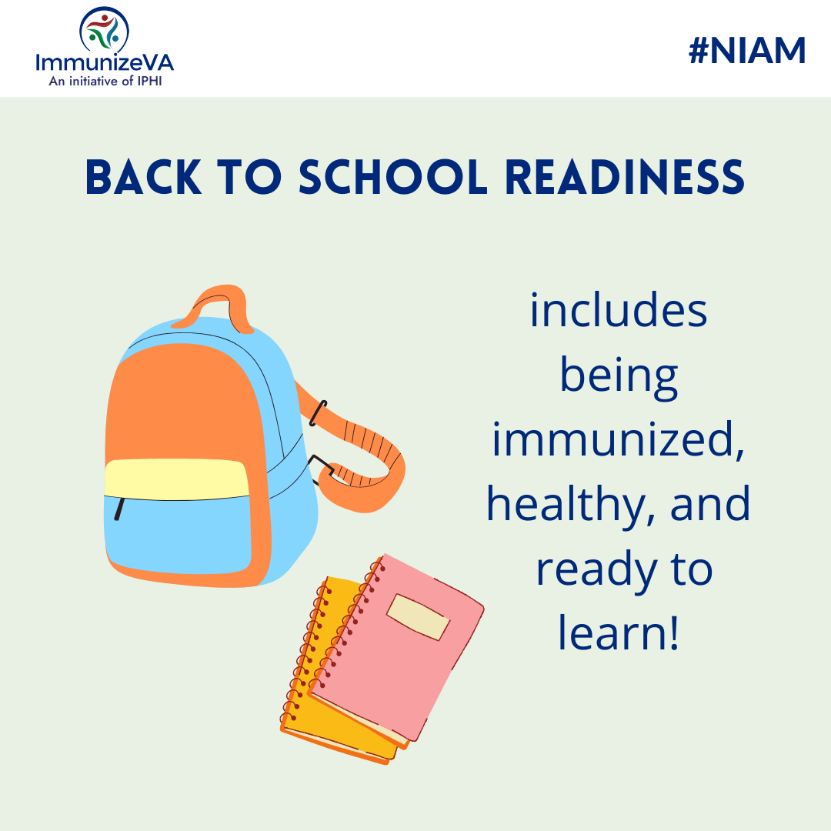 ImmunizeVA
An initiative of IPHI
#NIAM
BACK TO SCHOOL READINESS
includes
being
immunized,
healthy, and
ready to
learn!